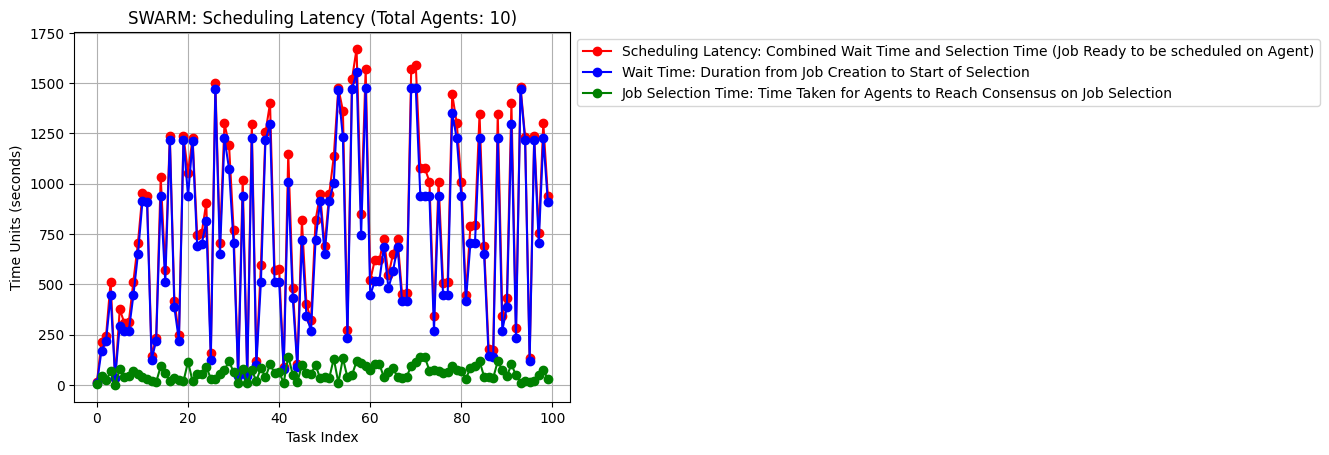 SWARM: Scheduling Latency (Total Agents: 10)
Scheduling Latency: Combined Wait Time and Selection Time (Job Ready to be scheduled on Agent)
Wait Time: Duration from Job Creation to Start of Selection
Job Selection Time: Time Taken for Agents to Reach Consensus on Job Selection
Time Units (seconds)
1750
1500
1250
1000
750
500
250
0
0 20 40 60 80 100
Task Index